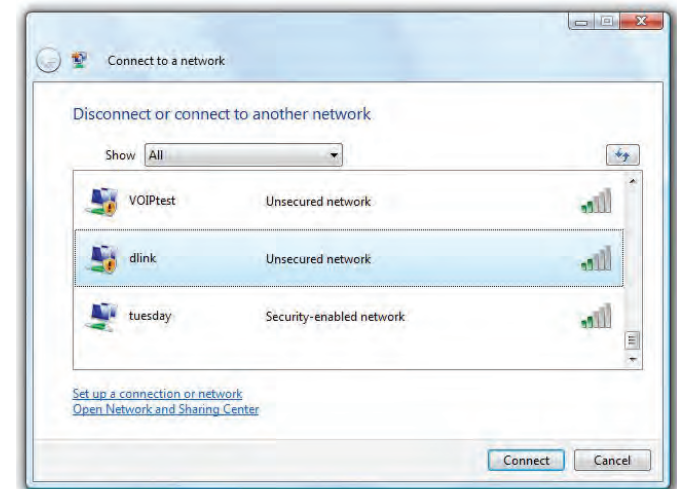 Connect to a network
Disconnect or connect to another network
Show All
VOIPtest Unsecured network
dlink Unsecured network
tuesday Security-enabled network
Set up a connection or network
Open Network and Sharing Center
Connect Cancel